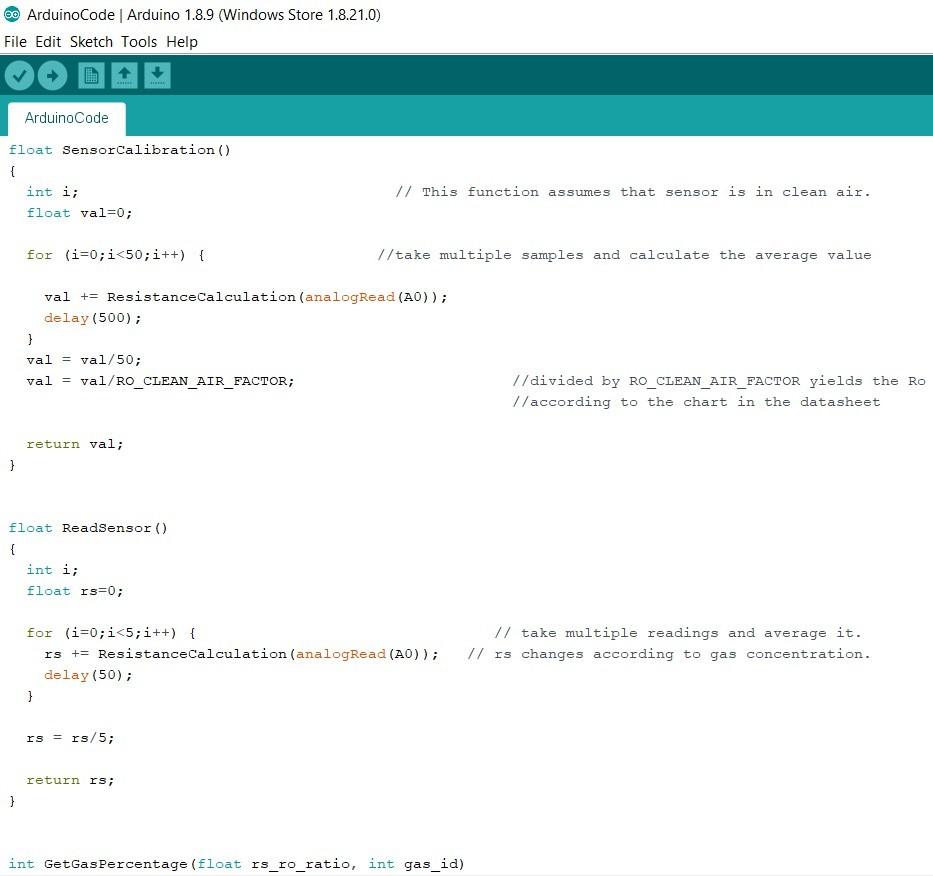 ArduinoCode | Arduino 1.8.9 (Windows Store 1.8.21.0)
File Edit Sketch Tools Help
ArduinoCode
float SensorCalibration()
{
int i; // This function assumes that sensor is in clean air.
float val=0;
for (i=0;i<50;i++) { //take multiple samples and calculate the average value
val += ResistanceCalculation(analogRead(A0));
delay(500);
}
val = val/50;
val = val/RO_CLEAN_AIR_FACTOR; //divided by RO_CLEAN_AIR_FACTOR yields the Ro
//according to the chart in the datasheet
return val;
}
float ReadSensor()
{
int i;
float rs=0;
for (i=0;i<5;i++) { // take multiple readings and average it.
rs += ResistanceCalculation(analogRead(A0)); // rs changes according to gas concentration.
delay(50);
}
rs = rs/5;
return rs;
}
int GetGasPercentage(float rs_ro_ratio, int gas_id)